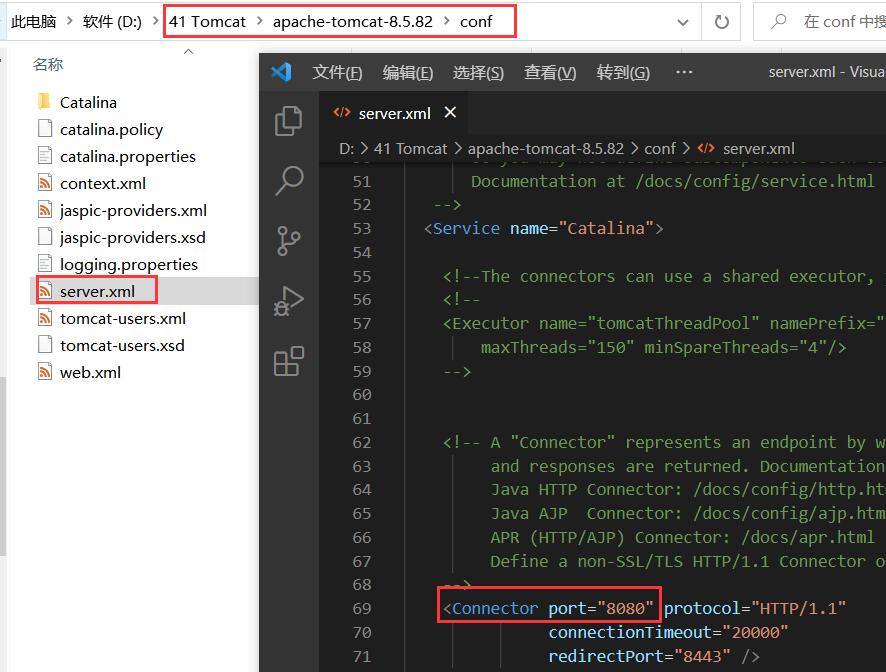 此电脑 > 软件 (D:) > 41 Tomcat > apache-tomcat-8.5.82 > conf
在 conf 中搜
名称
Catalina
catalina.policy
catalina.properties
context.xml
jaspic-providers.xml
jaspic-providers.xsd
logging.properties
server.xml
tomcat-users.xml
tomcat-users.xsd
web.xml
文件(F) 编辑(E) 选择(S) 查看(V) 转到(G) ··· server.xml - Visua
server.xml
D: > 41 Tomcat > apache-tomcat-8.5.82 > conf > server.xml
51 Documentation at /docs/config/service.html
52 -->
53 <Service name="Catalina">
54
55 <!--The connectors can use a shared executor,
56 <!--
57 <Executor name="tomcatThreadPool" namePrefix="
58 maxThreads="150" minSpareThreads="4"/>
59 -->
60
61
62 <!-- A "Connector" represents an endpoint by w
63 and responses are returned. Documentation
64 Java HTTP Connector: /docs/config/http.ht
65 Java AJP  Connector: /docs/config/ajp.htm
66 APR (HTTP/AJP) Connector: /docs/apr.html
67 Define a non-SSL/TLS HTTP/1.1 Connector o
68 -->
69 <Connector port="8080" protocol="HTTP/1.1"
70 connectionTimeout="20000"
71 redirectPort="8443" />